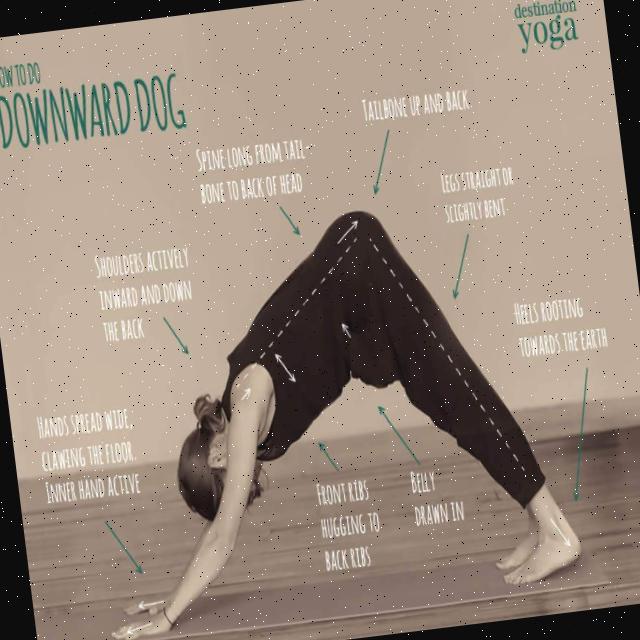 destination
yoga
OW TO DO
DOWNWARD DOG
TAILBONE UP AND BACK
SPINE LONG FROM TAIL-
BONE TO BACK OF HEAD
LEGS STRAIGHT OR
SLIGHTLY BENT
SHOULDERS ACTIVELY
INWARD AND DOWN
THE BACK
HEELS ROOTING
TOWARDS THE EARTH
HANDS SPREAD WIDE,
CLAWING THE FLOOR.
INNER HAND ACTIVE
FRONT RIBS
HUGGING TO
BACK RIBS
BELLY
DRAWN IN